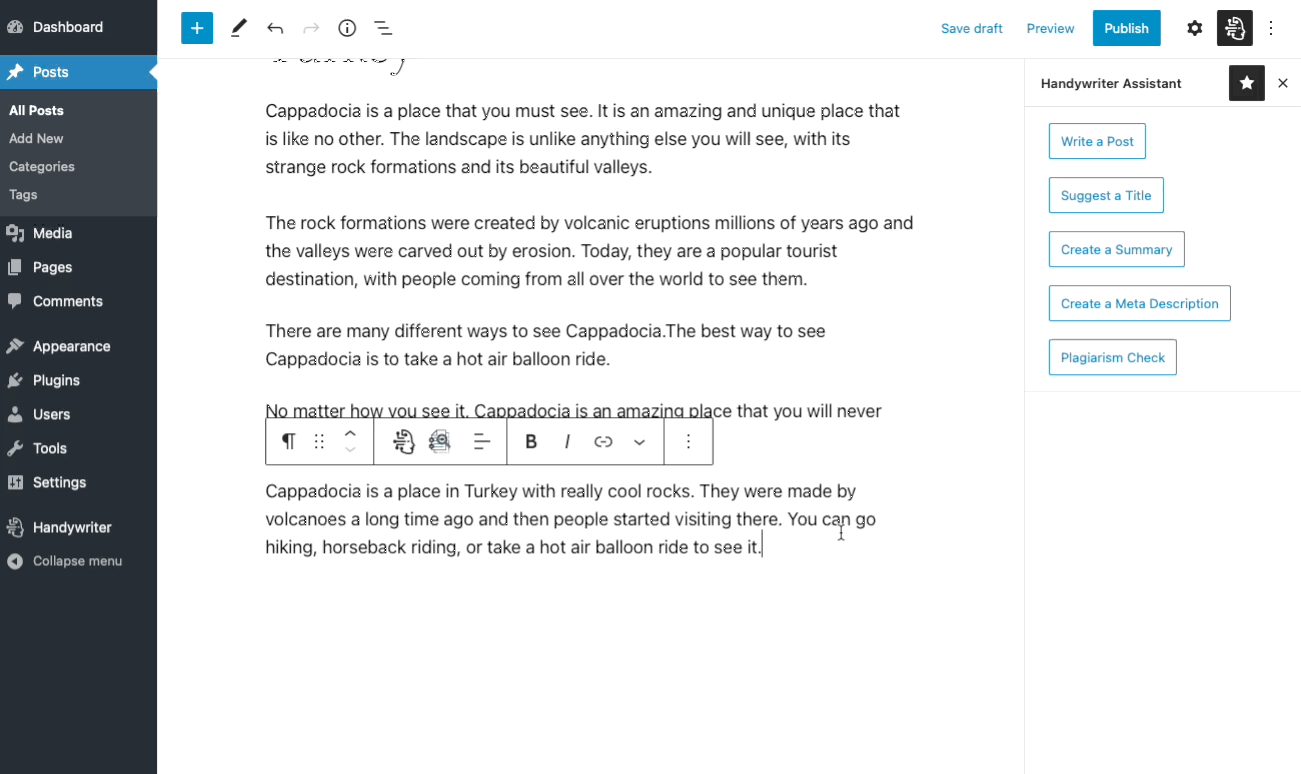 Dashboard
Save draft
Preview
Publish
Posts
All Posts
Add New
Categories
Tags
Media
Pages
Comments
Appearance
Plugins
Users
Tools
Settings
Handywriter
Collapse menu
Cappadocia is a place that you must see. It is an amazing and unique place that
is like no other. The landscape is unlike anything else you will see, with its
strange rock formations and its beautiful valleys.
The rock formations were created by volcanic eruptions millions of years ago and
the valleys were carved out by erosion. Today, they are a popular tourist
destination, with people coming from all over the world to see them.
There are many different ways to see Cappadocia.The best way to see
Cappadocia is to take a hot air balloon ride.
No matter how you see it, Cappadocia is an amazing place that you will never
B I
Cappadocia is a place in Turkey with really cool rocks. They were made by
volcanoes a long time ago and then people started visiting there. You can go
hiking, horseback riding, or take a hot air balloon ride to see it.
Handywriter Assistant
Write a Post
Suggest a Title
Create a Summary
Create a Meta Description
Plagiarism Check